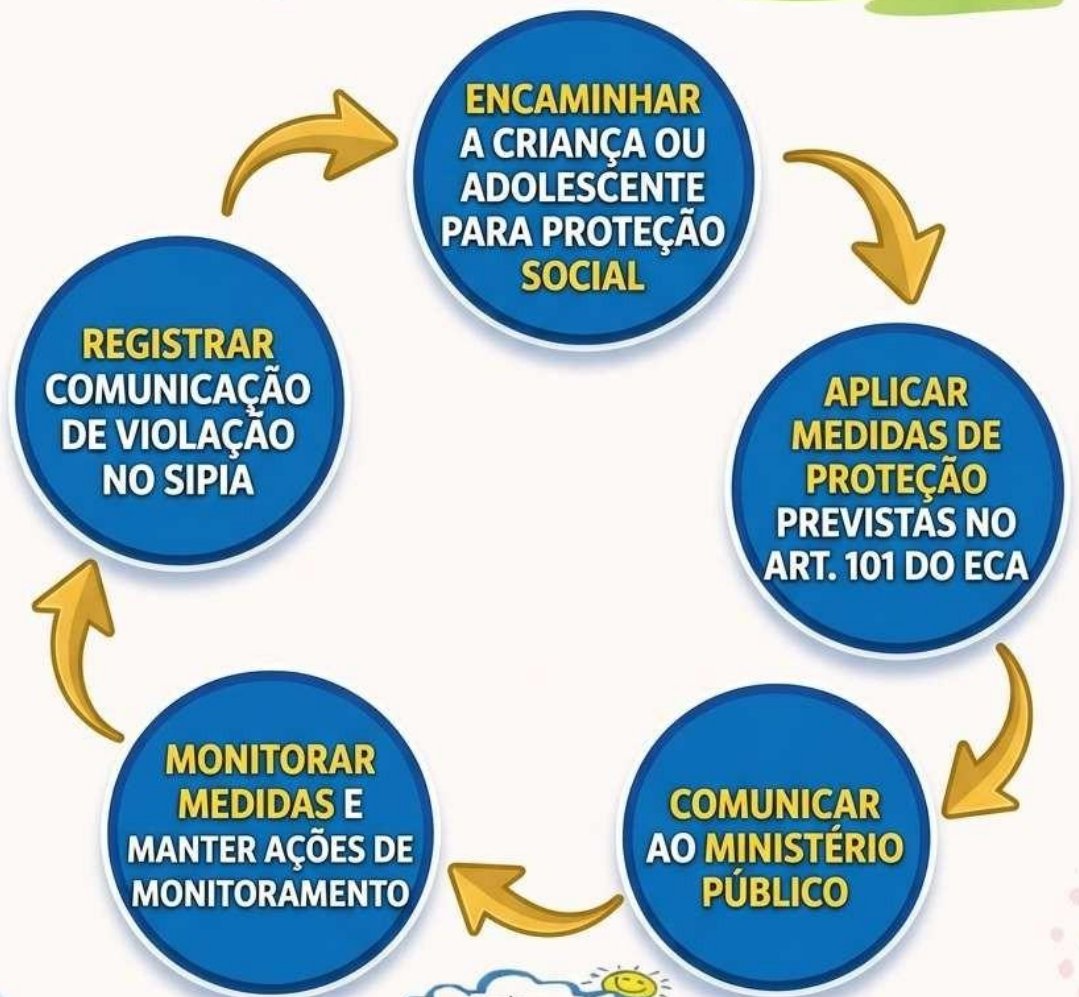 ENCAMINHAR
A CRIANÇA OU
ADOLESCENTE
PARA PROTEÇÃO
SOCIAL
APLICAR
MEDIDAS DE
PROTEÇÃO
PREVISTAS NO
ART. 101 DO ECA
COMUNICAR
AO MINISTÉRIO
PÚBLICO
MONITORAR
MEDIDAS E
MANTER AÇÕES DE
MONITORAMENTO
REGISTRAR
COMUNICAÇÃO
DE VIOLAÇÃO
NO SIPIA